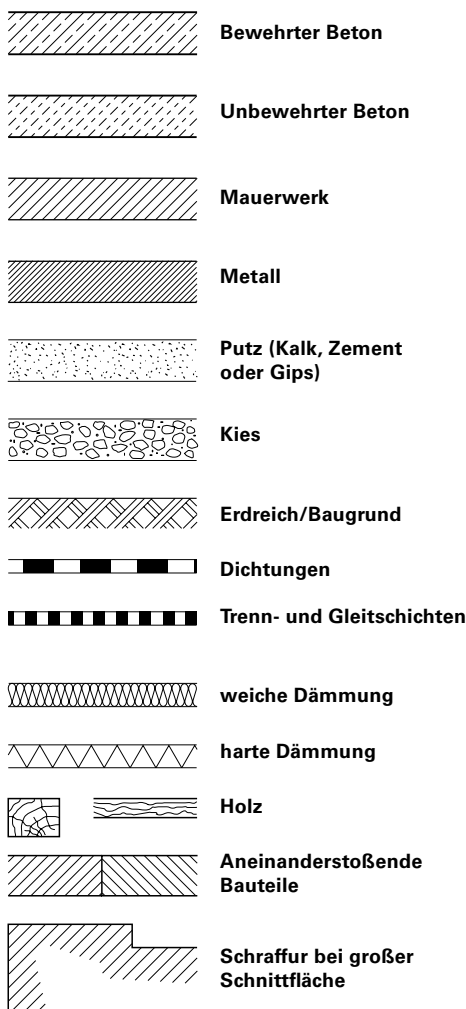 Bewehrter Beton
Unbewehrter Beton
Mauerwerk
Metall
Putz (Kalk, Zement
oder Gips)
Kies
Erdreich/Baugrund
Dichtungen
Trenn- und Gleitschichten
weiche Dämmung
harte Dämmung
Holz
Aneinanderstoßende
Bauteile
Schraffur bei großer
Schnittfläche